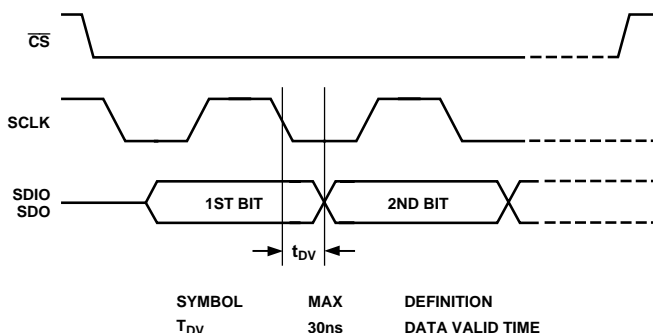 CS
SCLK
SDIO
SDO
1ST BIT
2ND BIT
tDV
SYMBOL MAX DEFINITION
TDV 30ns DATA VALID TIME